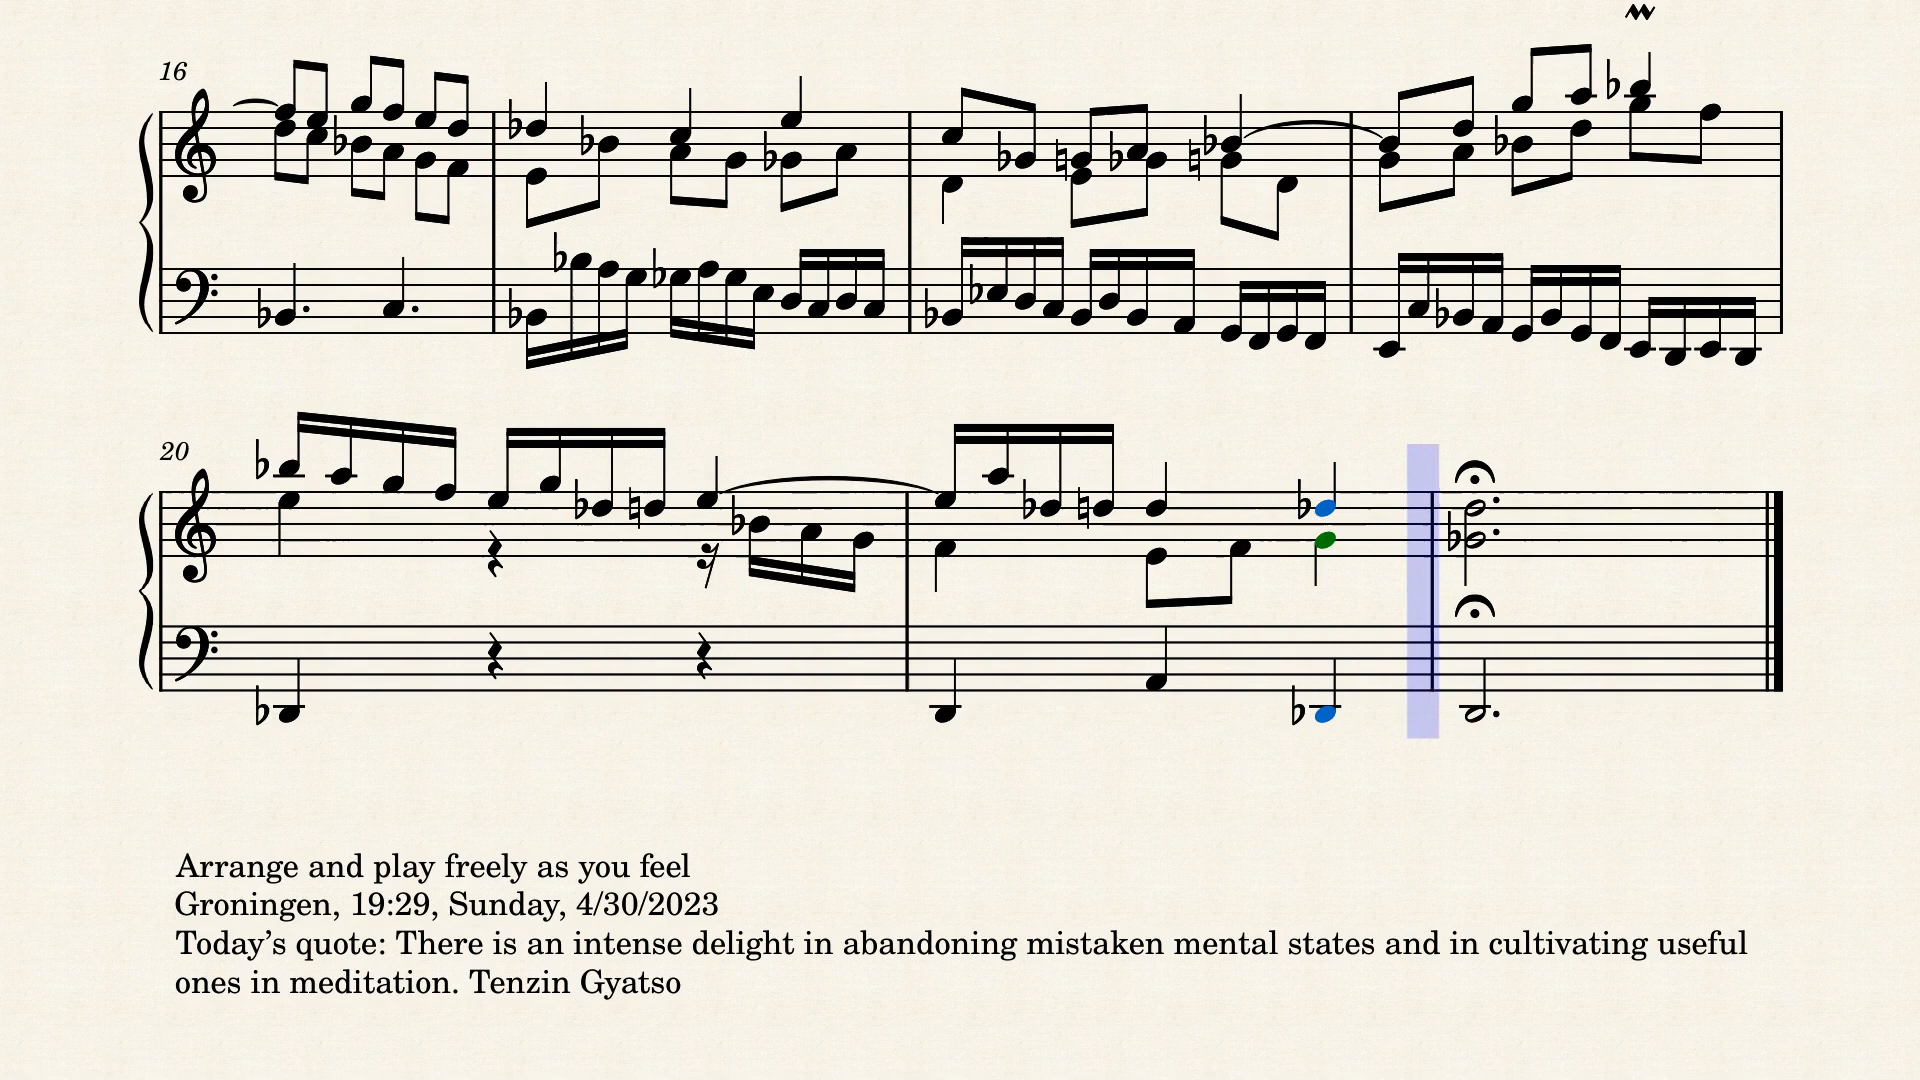 16
20
Arrange and play freely as you feel
Groningen, 19:29, Sunday, 4/30/2023
Today’s quote: There is an intense delight in abandoning mistaken mental states and in cultivating useful
ones in meditation. Tenzin Gyatso